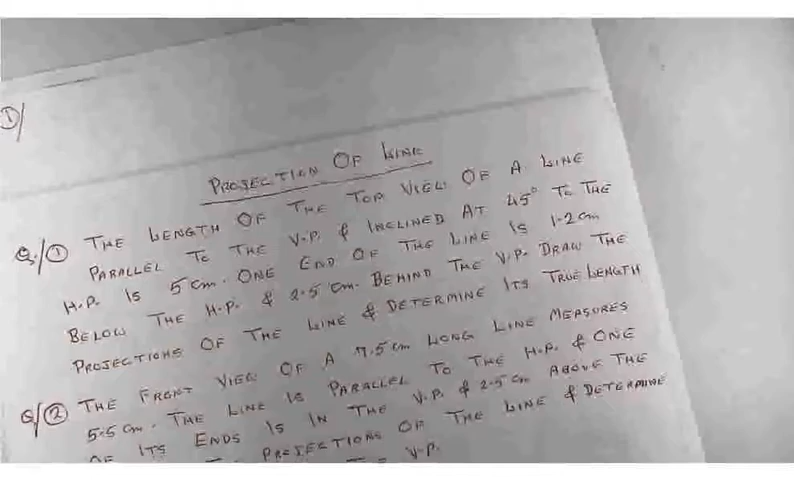 D/
PROJECTION OF LINE
Q/① THE LENGTH OF THE TOP VIEW OF A LINE
PARALLEL TO THE V.P. & INCLINED AT 45° TO THE
H.P. IS 5 CM. ONE END OF THE LINE IS 1.2 CM
BELOW THE H.P. & 2.5 CM. BEHIND THE V.P. DRAW THE
PROJECTIONS OF THE LINE & DETERMINE ITS TRUE LENGTH
Q/② THE FRONT VIEW OF A 7.5 CM LONG LINE MEASURES
5.5 CM. THE LINE IS PARALLEL TO THE H.P. & ONE
OF ITS ENDS IS IN THE V.P. & 2.5 CM ABOVE THE
PROJECTIONS OF THE LINE & DETERMINE
V.P.